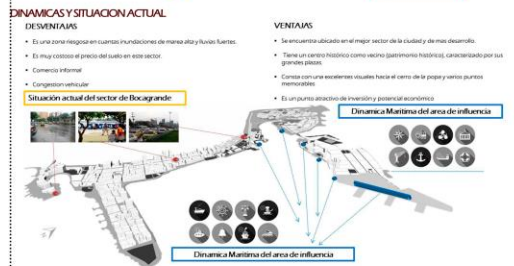 DINAMICAS Y SITUACION ACTUAL
DESVENTAJAS
• Es una zona riesgosa en cuantas inundaciones de marea alta y lluvias fuertes.
• Es muy costoso el precio del suelo en este sector
• Comercio informal
• Congestion vehicular
VENTAJAS
• Se encuentra ubicado en el mejor sector de la ciudad y de mas desarrollo.
• Tiene un centro histórico como vecino (patrimonio histórico), caracterizado por sus
grandes plazas.
• Consta con una excelentes visuales hacia el cerro de la popa y varios puntos
memorables
• Es un punto atractivo de inversión y potencial económico
Situación actual del sector de Bocagrande
Dinamica Maritima del area de influencia
Dinamica Maritima del area de influencia